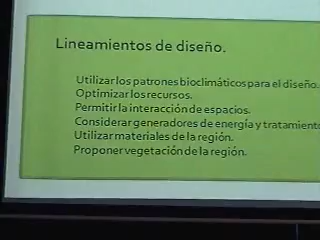 Lineamientos de diseño.
Utilizar los patrones bioclimáticos para el diseño.
Optimizar los recursos.
Permitir la interacción de espacios.
Considerar generadores de energía y tratamiento
Utilizar materiales de la región.
Proponer vegetación de la región.